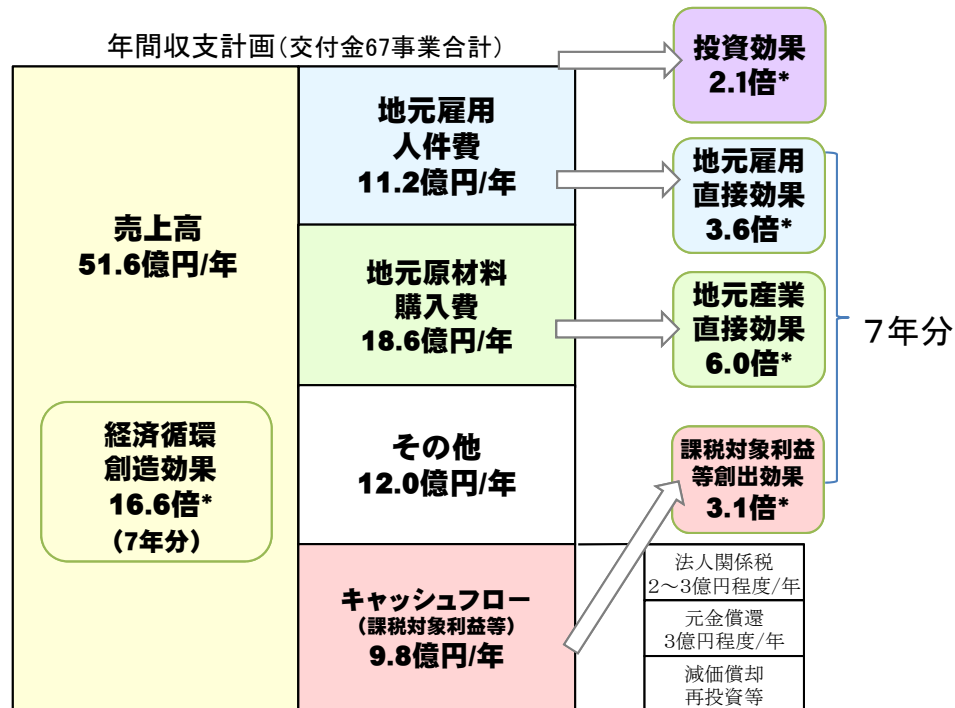 年間収支計画(交付金67事業合計)
売上高
51.6億円/年
経済循環
創造効果
16.6倍*
(7年分)
地元雇用
人件費
11.2億円/年
地元原材料
購入費
18.6億円/年
その他
12.0億円/年
キャッシュフロー
(課税対象利益等)
9.8億円/年
投資効果
2.1倍*
地元雇用
直接効果
3.6倍*
地元産業
直接効果
6.0倍*
課税対象利益
等創出効果
3.1倍*
7年分
法人関係税
2~3億円程度/年
元金償還
3億円程度/年
減価償却
再投資等